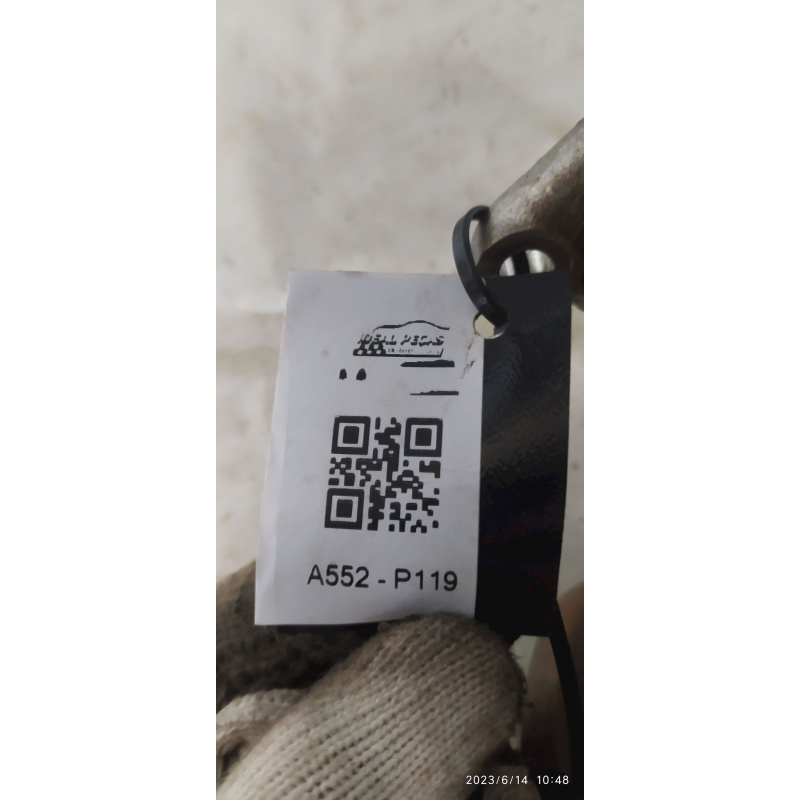 IDEAL PEÇAS
A552 - P119
2023/6/14 10:48